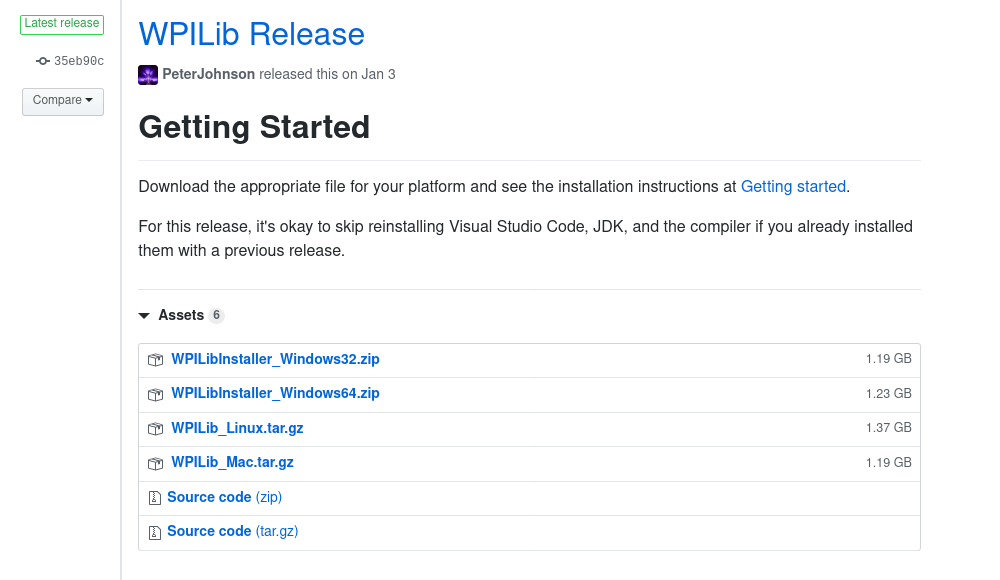 Latest release
35eb90c
Compare
WPILib Release
PeterJohnson released this on Jan 3
Getting Started
Download the appropriate file for your platform and see the installation instructions at Getting started.
For this release, it's okay to skip reinstalling Visual Studio Code, JDK, and the compiler if you already installed
them with a previous release.
Assets 6
WPILibInstaller_Windows32.zip 1.19 GB
WPILibInstaller_Windows64.zip 1.23 GB
WPILib_Linux.tar.gz 1.37 GB
WPILib_Mac.tar.gz 1.19 GB
Source code (zip)
Source code (tar.gz)